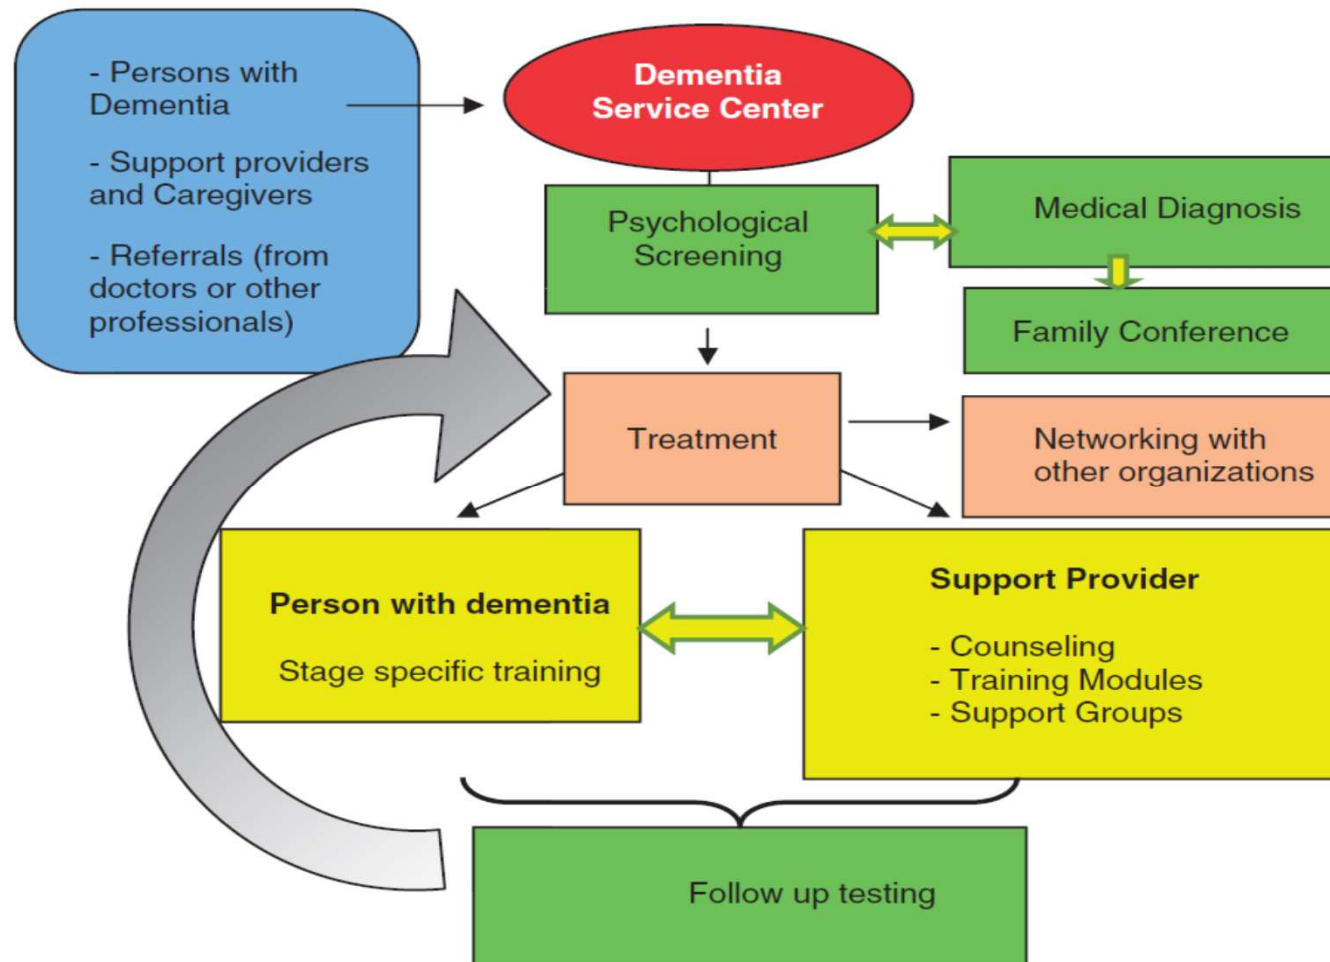 - Persons with
Dementia
- Support providers
and Caregivers
- Referrals (from
doctors or other
professionals)
Dementia
Service Center
Psychological
Screening
Medical Diagnosis
Family Conference
Treatment
Networking with
other organizations
Person with dementia
Stage specific training
Support Provider
- Counseling
- Training Modules
- Support Groups
Follow up testing